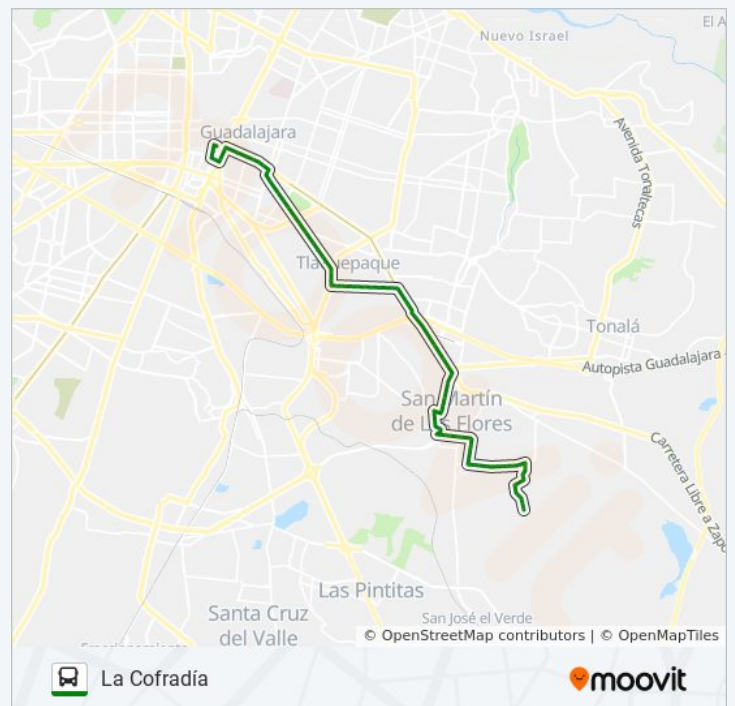 Nuevo Israel
El A
Guadalajara
Avenida Tonaltecas
Tlaquepaque
Tonalá
Autopista Guadalajara
San Martín
de Las Flores
Carretera Libre a Zapo
Las Pintitas
Santa Cruz
del Valle
San José el Verde
© OpenStreetMap contributors | © OpenMapTiles
La Cofradía
moovit